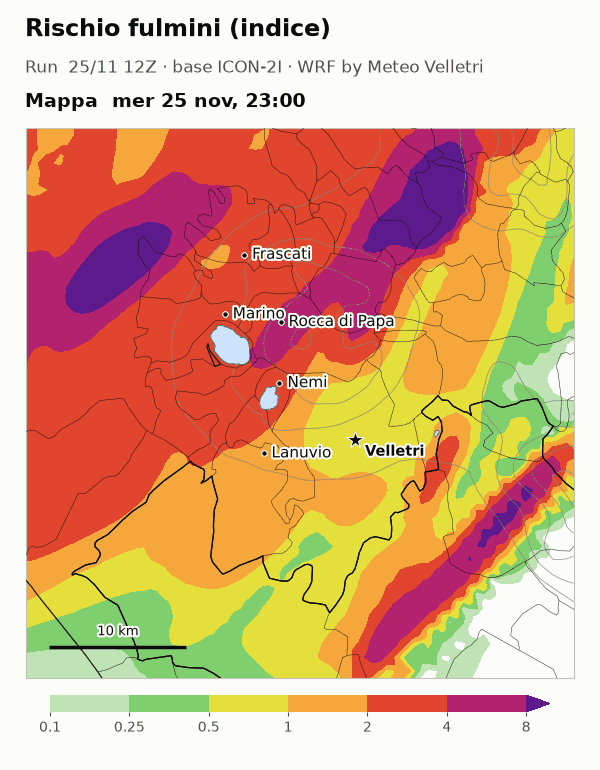 Rischio fulmini (indice)
Run  25/11 12Z · base ICON-2I · WRF by Meteo Velletri
Mappa  mer 25 nov, 23:00
Frascati
Marino
Rocca di Papa
Nemi
Velletri
Lanuvio
10 km
0.1 0.25 0.5 1 2 4 8